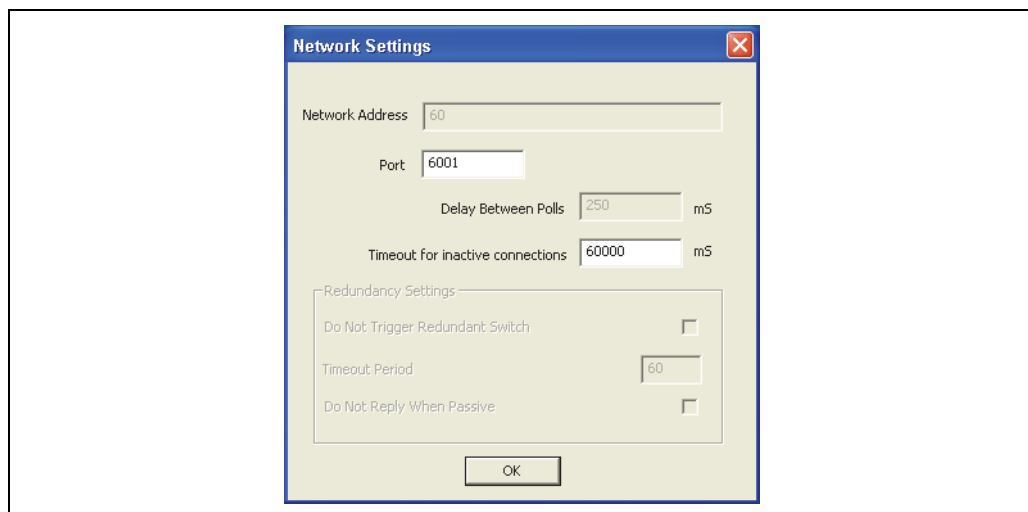 Network Settings
Network Address 60
Port 6001
Delay Between Polls 250 mS
Timeout for inactive connections 60000 mS
Redundancy Settings
Do Not Trigger Redundant Switch
Timeout Period 60
Do Not Reply When Passive
OK